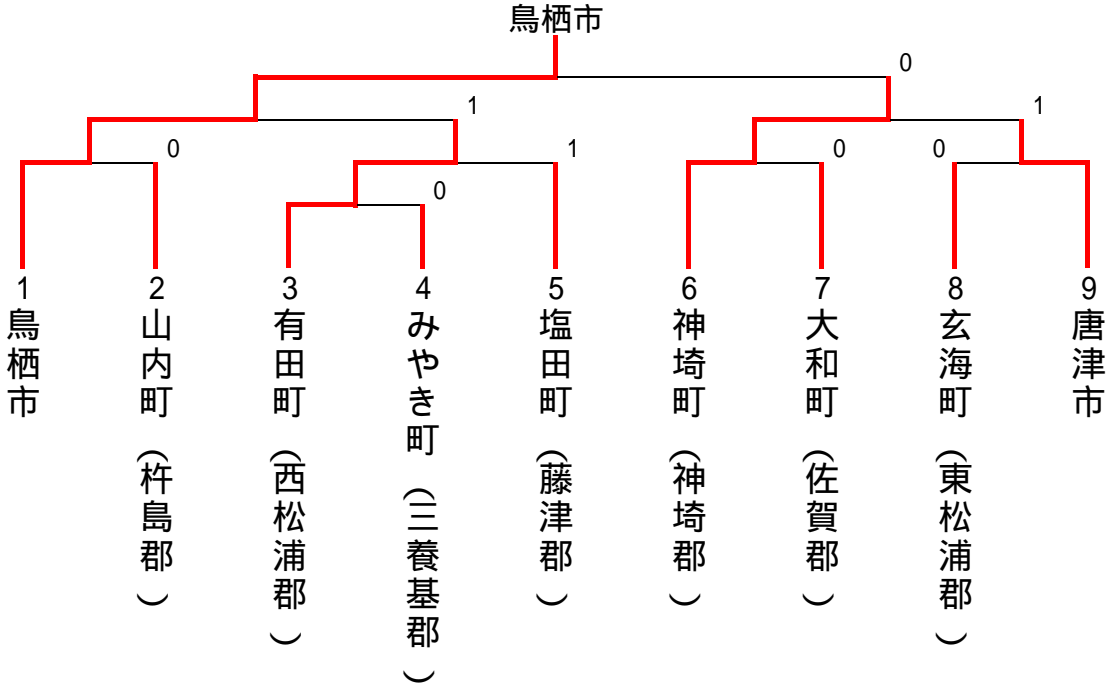 鳥栖市
0
1
1
0
1
0
0
0
1
2
3
4
5
6
7
8
9
鳥栖市
山内町（杵島郡）
有田町（西松浦郡）
みやき町（三養基郡）
塩田町（藤津郡）
神埼町（神埼郡）
大和町（佐賀郡）
玄海町（東松浦郡）
唐津市